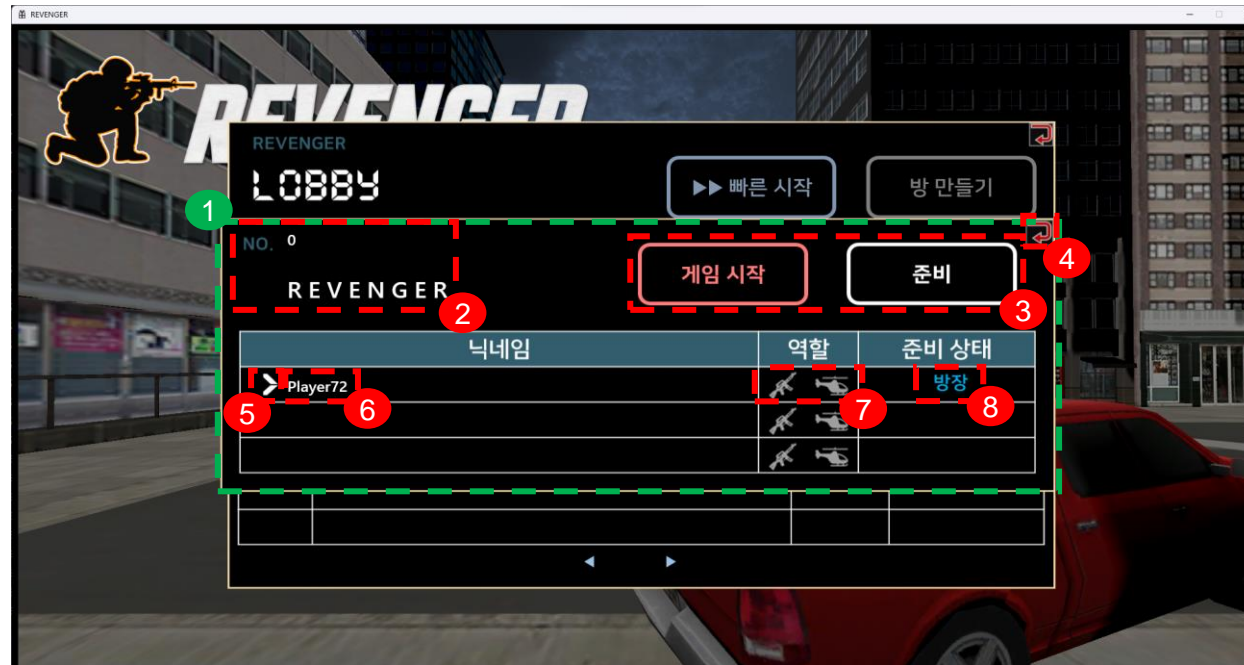 REVENGER
REVENGER
REVENGER
LOBBY
▶▶ 빠른 시작
방 만들기
1
NO. 0
REVENGER
2
게임 시작
준비
3
4
닉네임
역할
준비 상태
Player72
방장
5
6
7
8